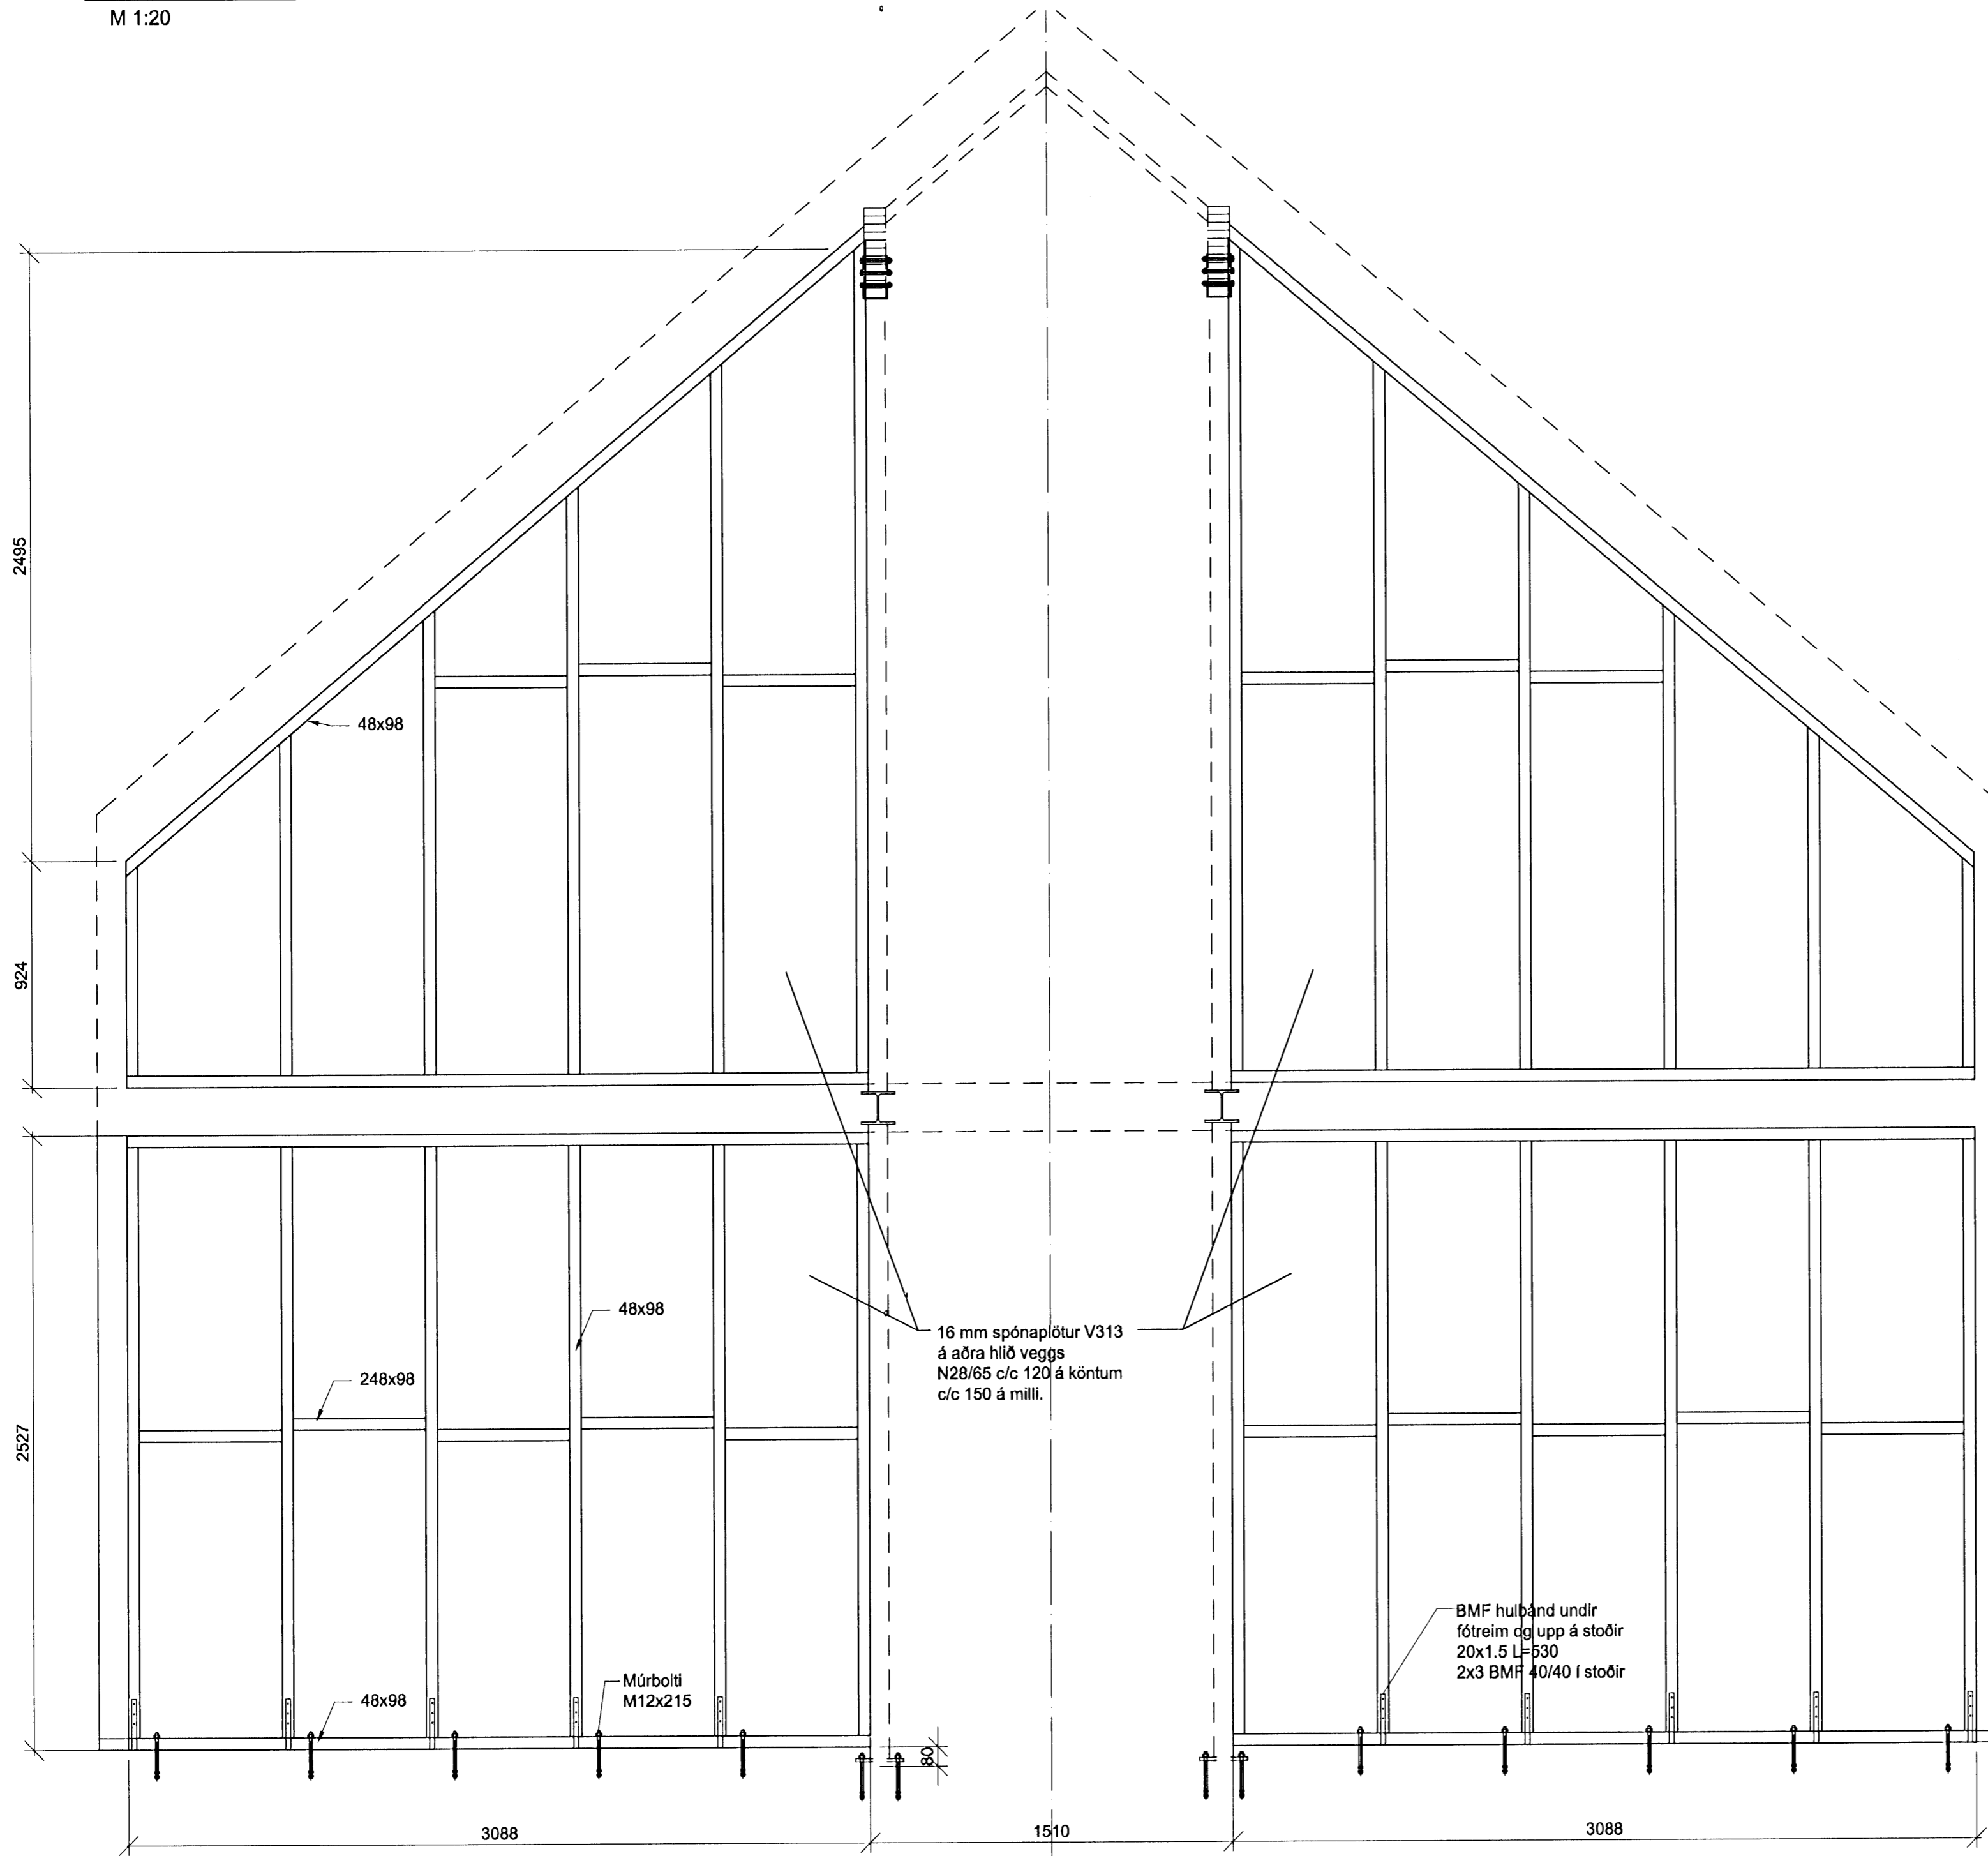 M 1:20
2495
48x98
924
48x98
16 mm spónaplötur V313
á aðra hlið veggs
N28/65 c/c 120 á köntum
c/c 150 á milli.
248x98
2527
BMF hulbánd undir
fótreim og upp á stoðir
20x1.5 L=530
2x3 BMF 40/40 í stoðir
Múrbolti
M12x215
48x98
80
3088
1510
3088